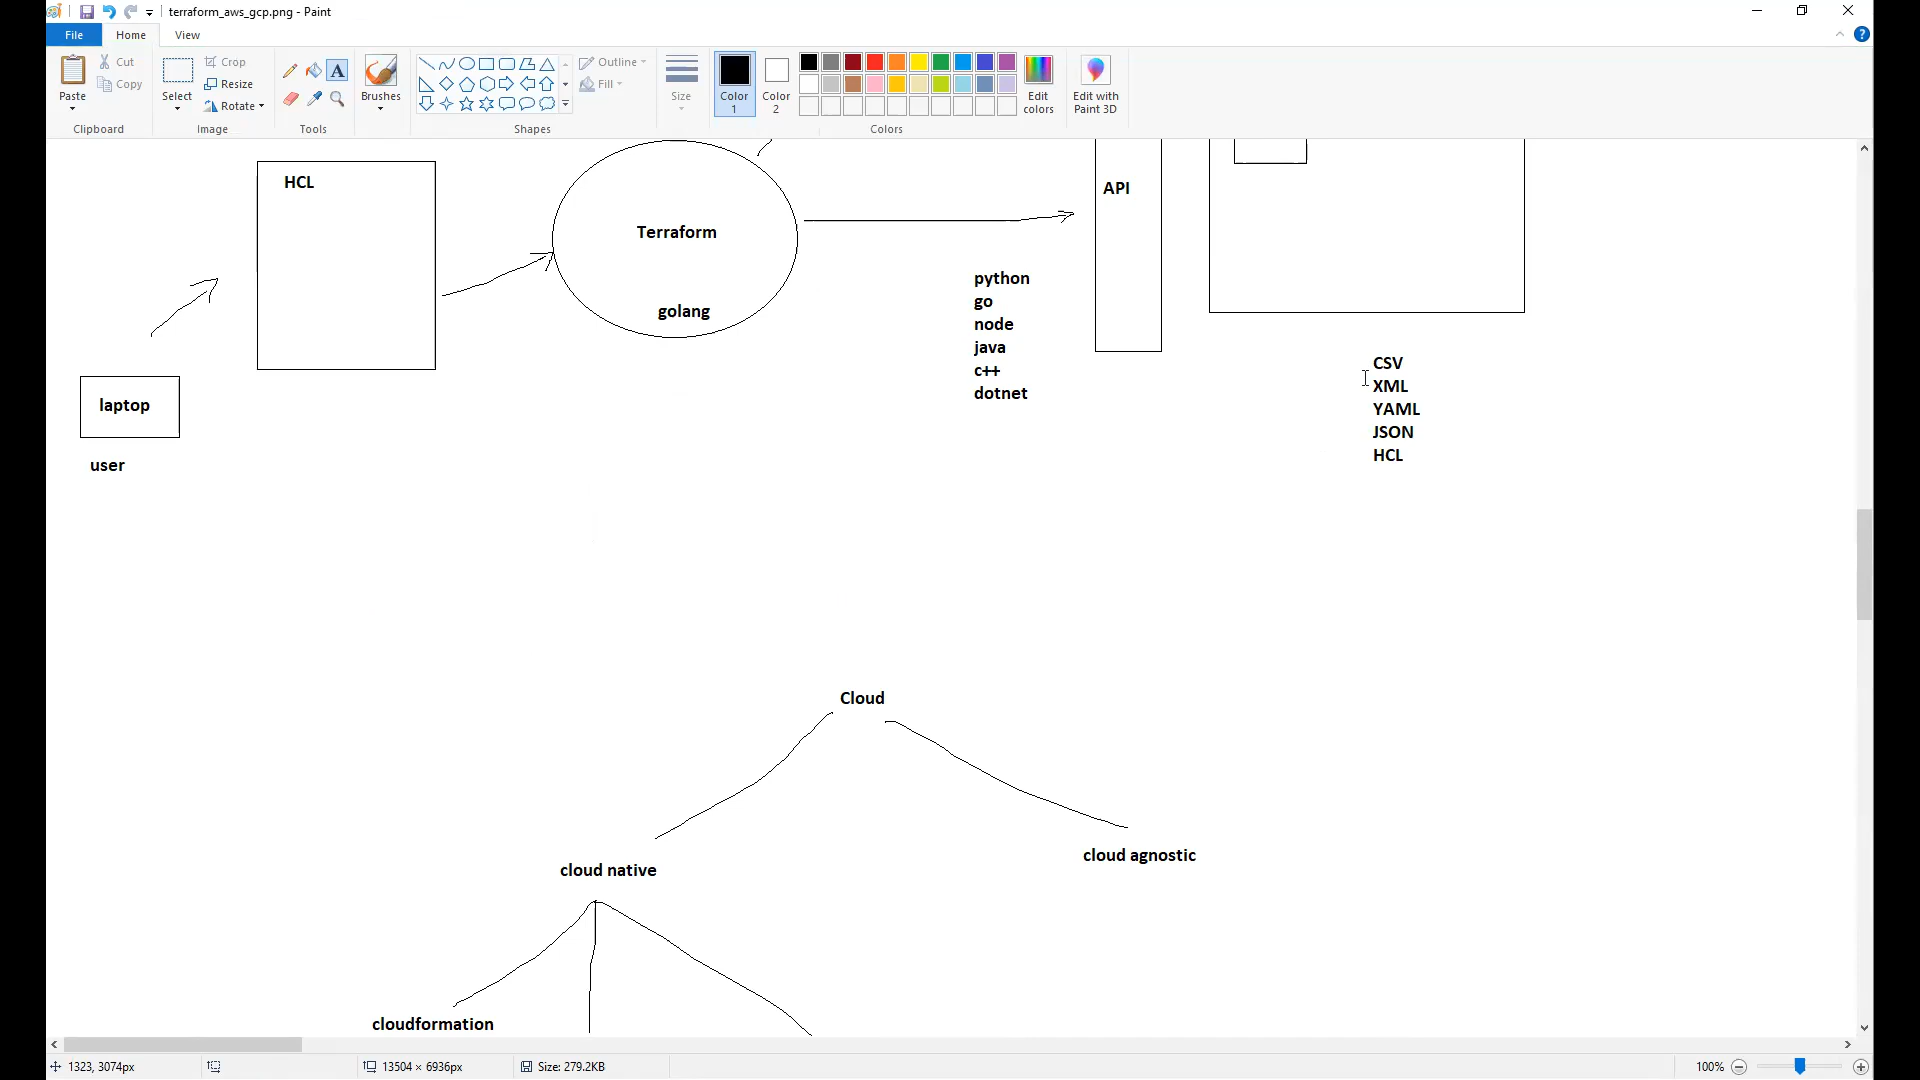 terraform_aws_gcp.png - Paint
File
Home
View
Paste
Cut
Copy
Clipboard
Select
Crop
Resize
Rotate
Image
A
Tools
Brushes
Shapes
Outline
Fill
Size
Color
1
Color
2
Colors
Edit
colors
Edit with
Paint 3D
HCL
Terraform
golang
API
python
go
node
java
c++
dotnet
CSV
XML
YAML
JSON
HCL
laptop
user
Cloud
cloud native
cloud agnostic
cloudformation
1323, 3074px
13504 × 6936px
Size: 279.2KB
100%